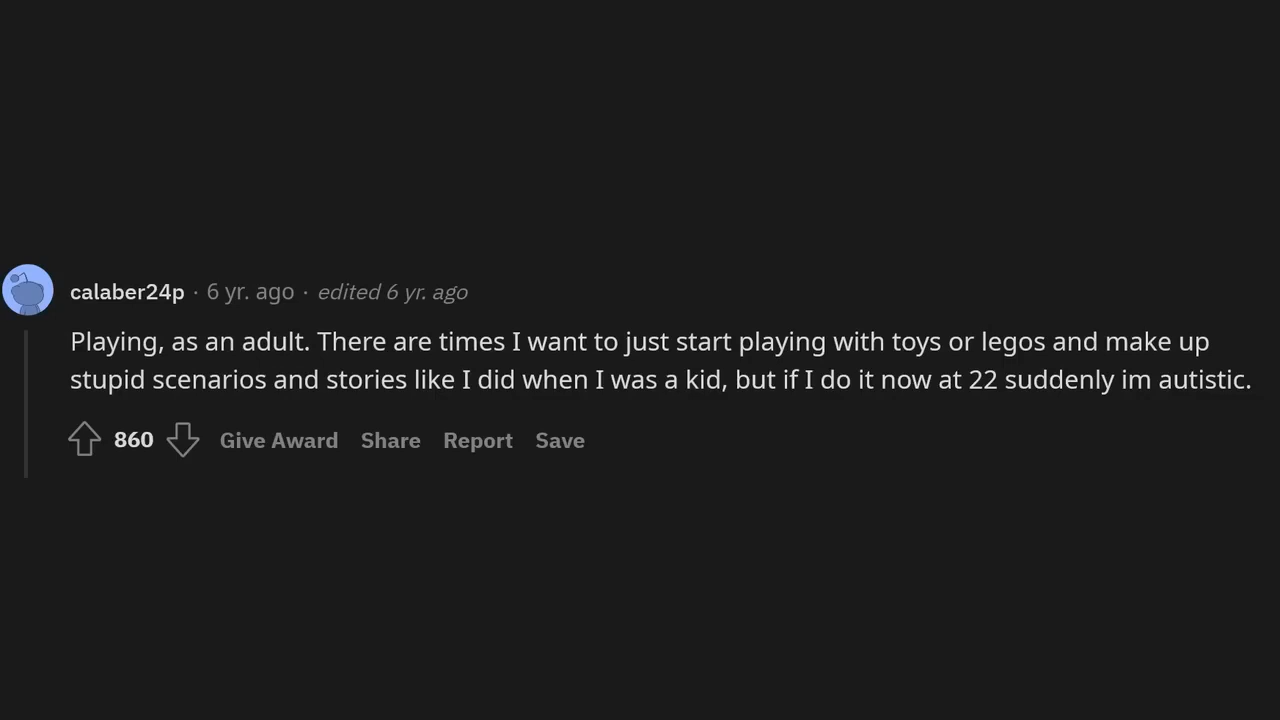 calaber24p · 6 yr. ago · edited 6 yr. ago
Playing, as an adult. There are times I want to just start playing with toys or legos and make up
stupid scenarios and stories like I did when I was a kid, but if I do it now at 22 suddenly im autistic.
860 Give Award Share Report Save